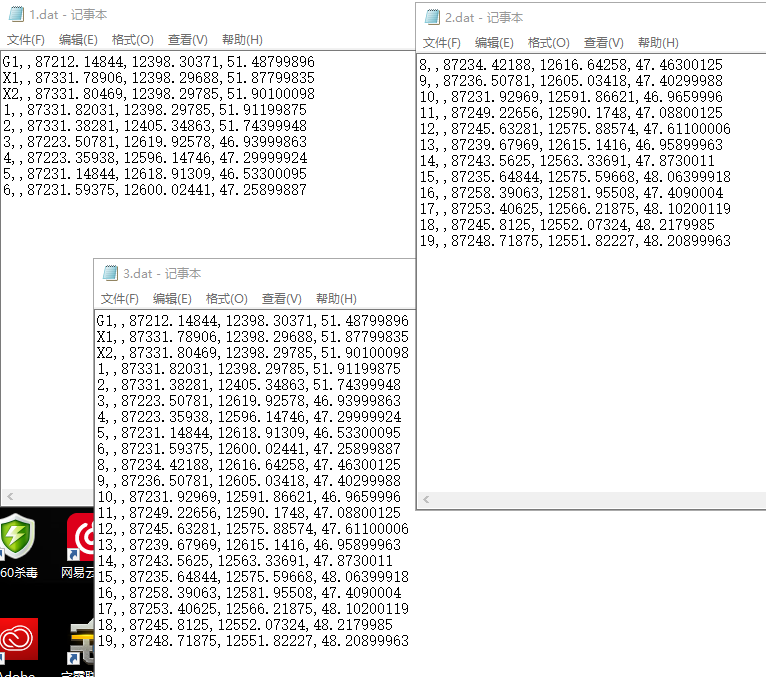 1.dat - 记事本
文件(F) 编辑(E) 格式(O) 查看(V) 帮助(H)
G1,,87212.14844,12398.30371,51.48799896
X1,,87331.78906,12398.29688,51.87799835
X2,,87331.80469,12398.29785,51.90100098
1,,87331.82031,12398.29785,51.91199875
2,,87331.38281,12405.34863,51.74399948
3,,87223.50781,12619.92578,46.93999863
4,,87223.35938,12596.14746,47.29999924
5,,87231.14844,12618.91309,46.53300095
6,,87231.59375,12600.02441,47.25899887
2.dat - 记事本
文件(F) 编辑(E) 格式(O) 查看(V) 帮助(H)
8,,87234.42188,12616.64258,47.46300125
9,,87236.50781,12605.03418,47.40299988
10,,87231.92969,12591.86621,46.9659996
11,,87249.22656,12590.1748,47.08800125
12,,87245.63281,12575.88574,47.61100006
13,,87239.67969,12615.1416,46.95899963
14,,87243.5625,12563.33691,47.8730011
15,,87235.64844,12575.59668,48.06399918
16,,87258.39063,12581.95508,47.4090004
17,,87253.40625,12566.21875,48.10200119
18,,87245.8125,12552.07324,48.2179985
19,,87248.71875,12551.82227,48.20899963
3.dat - 记事本
文件(F) 编辑(E) 格式(O) 查看(V) 帮助(H)
G1,,87212.14844,12398.30371,51.48799896
X1,,87331.78906,12398.29688,51.87799835
X2,,87331.80469,12398.29785,51.90100098
1,,87331.82031,12398.29785,51.91199875
2,,87331.38281,12405.34863,51.74399948
3,,87223.50781,12619.92578,46.93999863
4,,87223.35938,12596.14746,47.29999924
5,,87231.14844,12618.91309,46.53300095
6,,87231.59375,12600.02441,47.25899887
8,,87234.42188,12616.64258,47.46300125
9,,87236.50781,12605.03418,47.40299988
10,,87231.92969,12591.86621,46.9659996
11,,87249.22656,12590.1748,47.08800125
12,,87245.63281,12575.88574,47.61100006
13,,87239.67969,12615.1416,46.95899963
14,,87243.5625,12563.33691,47.8730011
15,,87235.64844,12575.59668,48.06399918
16,,87258.39063,12581.95508,47.4090004
17,,87253.40625,12566.21875,48.10200119
18,,87245.8125,12552.07324,48.2179985
19,,87248.71875,12551.82227,48.20899963
60杀毒
网易云